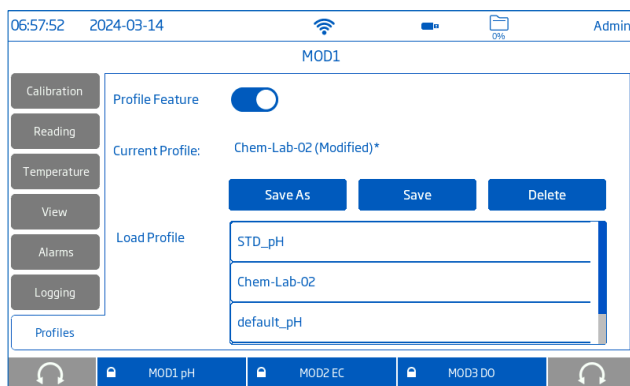 06:57:52 2024-03-14 0% Admin
MOD1
Calibration
Profile Feature
Reading
Current Profile: Chem-Lab-02 (Modified)*
Temperature
Save As Save Delete
View
Load Profile
STD_pH
Alarms
Chem-Lab-02
Logging
default_pH
Profiles
MOD1 pH MOD2 EC MOD3 DO